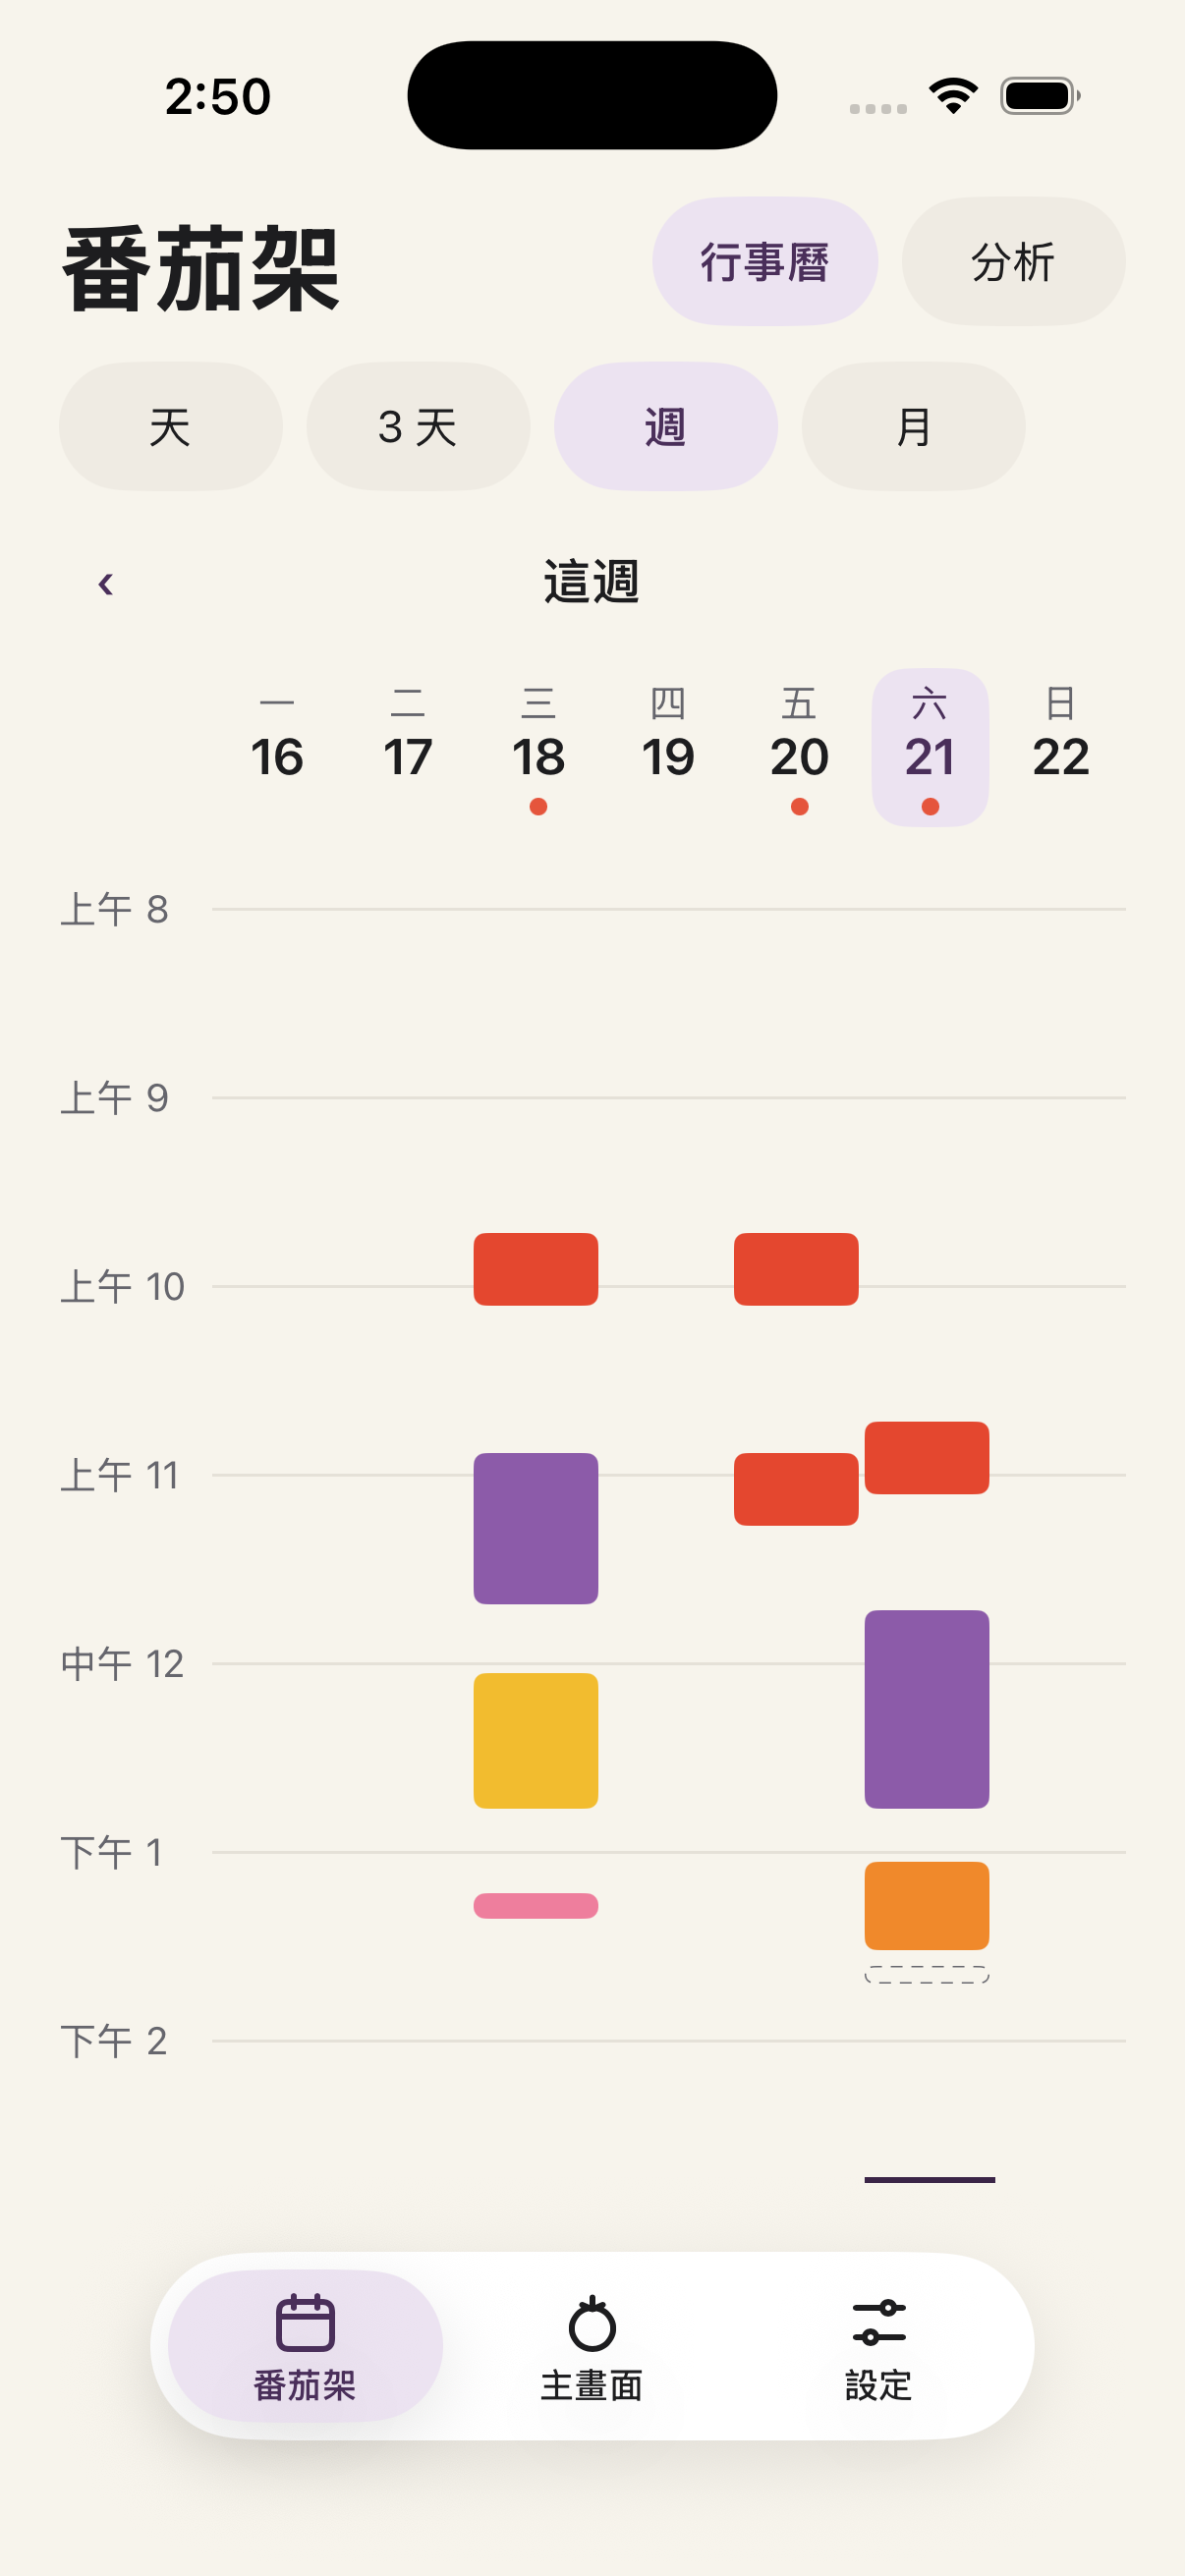 2:50
番茄架
行事曆
分析
天
3 天
週
月
‹
這週
一 二 三 四 五 六 日
16 17 18 19 20 21 22
上午 8
上午 9
上午 10
上午 11
中午 12
下午 1
下午 2
番茄架
主畫面
設定